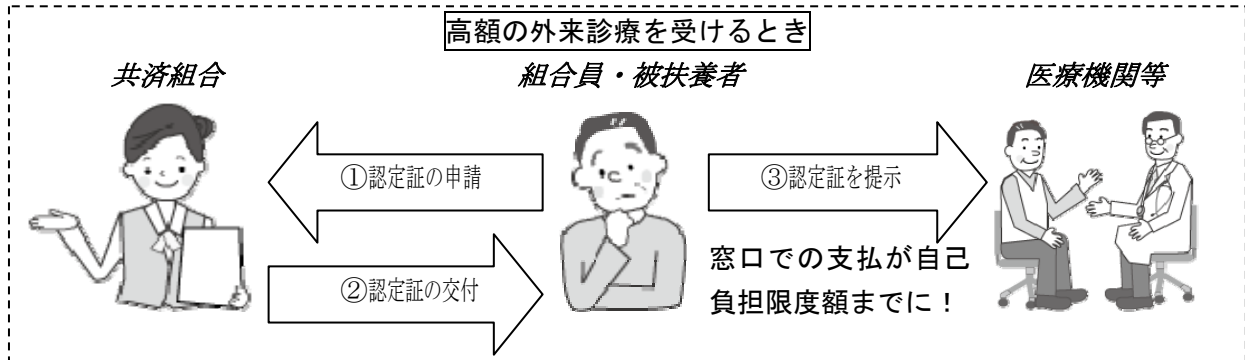 高額の外来診療を受けるとき
共済組合
組合員・被扶養者
医療機関等
①認定証の申請
③認定証を提示
②認定証の交付
窓口での支払が自己
負担限度額までに！